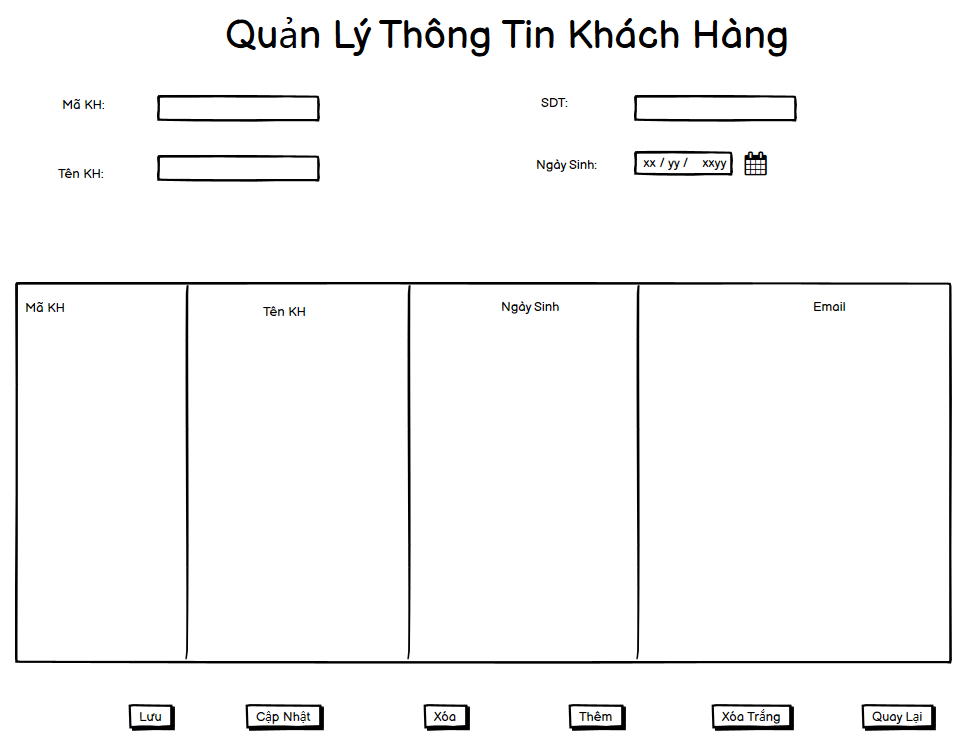 Quản Lý Thông Tin Khách Hàng
Mã KH:
SDT:
Tên KH:
Ngày Sinh:
xx / yy / xxyy
Mã KH
Tên KH
Ngày Sinh
Email
Lưu
Cập Nhật
Xóa
Thêm
Xóa Trắng
Quay Lại